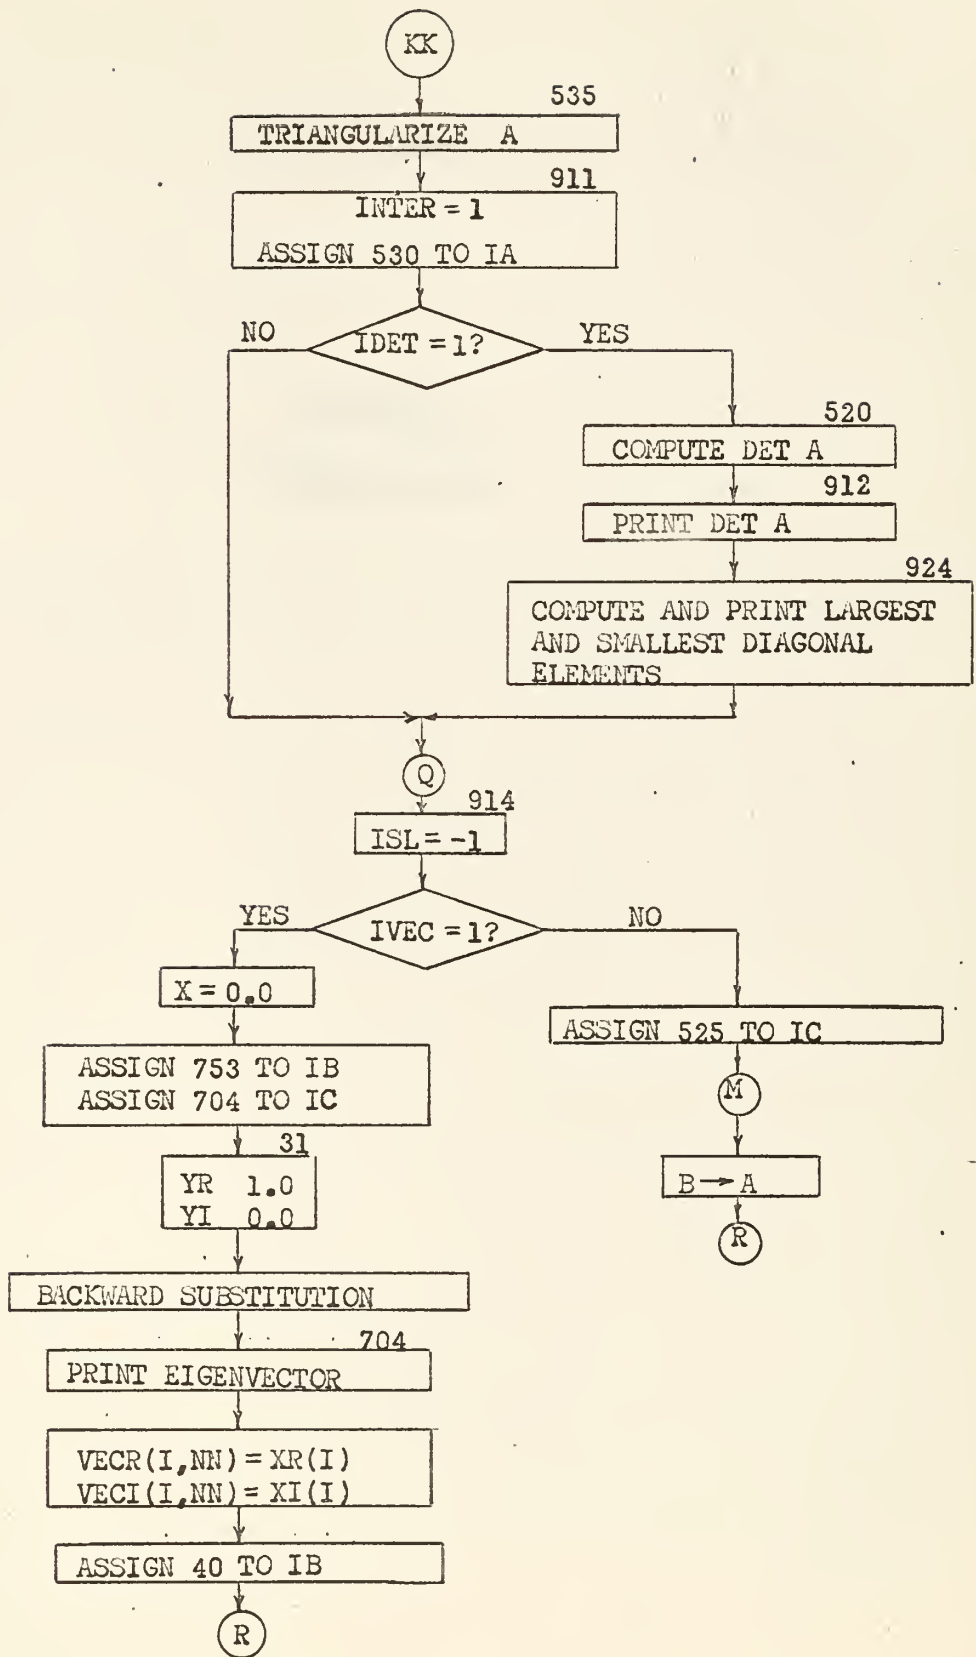 KK
535
TRIANGULARIZE A
911
INTER = 1
ASSIGN 530 TO IA
NO
IDET = 1?
YES
520
COMPUTE DET A
912
PRINT DET A
924
COMPUTE AND PRINT LARGEST
AND SMALLEST DIAGONAL
ELEMENTS
Q
914
ISL = -1
YES
IVEC = 1?
NO
X = 0.0
ASSIGN 525 TO IC
ASSIGN 753 TO IB
ASSIGN 704 TO IC
M
31
YR 1.0
YI 0.0
B → A
R
BACKWARD SUBSTITUTION
704
PRINT EIGENVECTOR
VECR(I,NN) = XR(I)
VECI(I,NN) = XI(I)
ASSIGN 40 TO IB
R